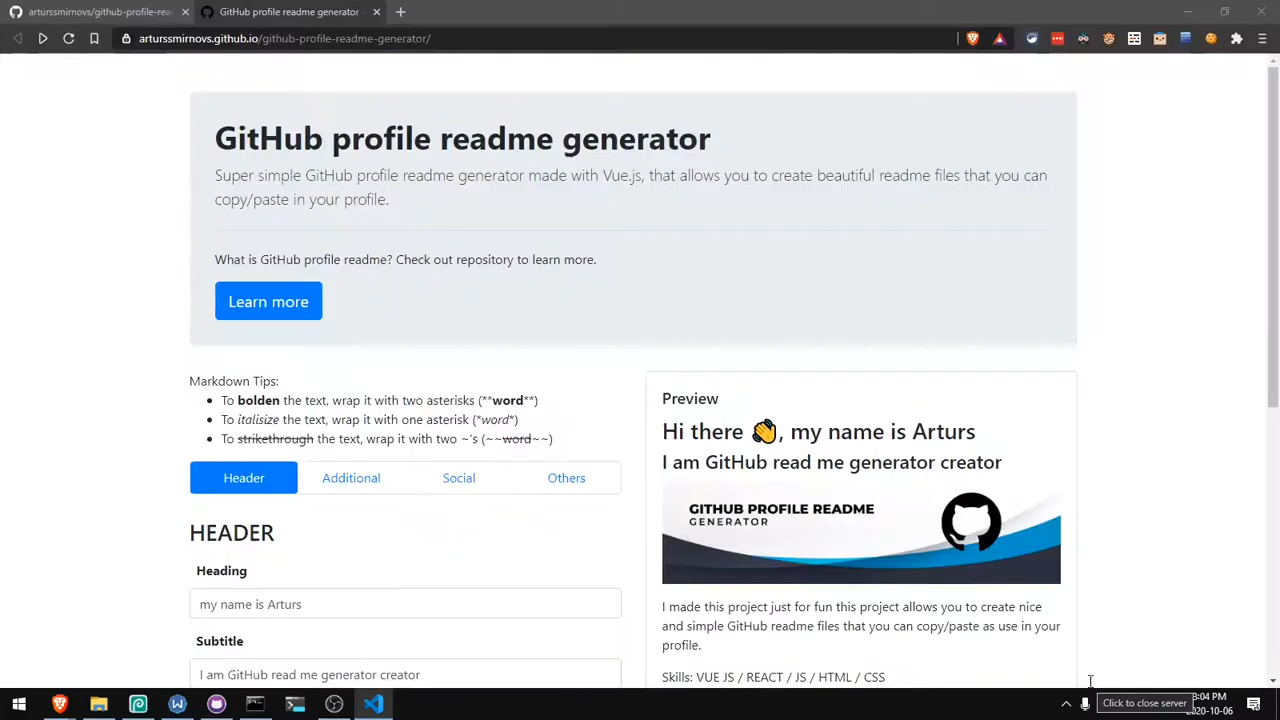 arturssmirnovs/github-profile-rea
GitHub profile readme generator
arturssmirnovs.github.io/github-profile-readme-generator/
GitHub profile readme generator
Super simple GitHub profile readme generator made with Vue.js, that allows you to create beautiful readme files that you can
copy/paste in your profile.
What is GitHub profile readme? Check out repository to learn more.
Learn more
Markdown Tips:
To bolden the text, wrap it with two asterisks (**word**)
To italisize the text, wrap it with one asterisk (*word*)
To strikethrough the text, wrap it with two ~'s (~~word~~)
Header Additional Social Others
HEADER
Heading
my name is Arturs
Subtitle
I am GitHub read me generator creator
Preview
Hi there 👋, my name is Arturs
I am GitHub read me generator creator
GITHUB PROFILE README
GENERATOR
I made this project just for fun this project allows you to create nice
and simple GitHub readme files that you can copy/paste as use in your
profile.
Skills: VUE JS / REACT / JS / HTML / CSS
Click to close server
3:04 PM
2020-10-06